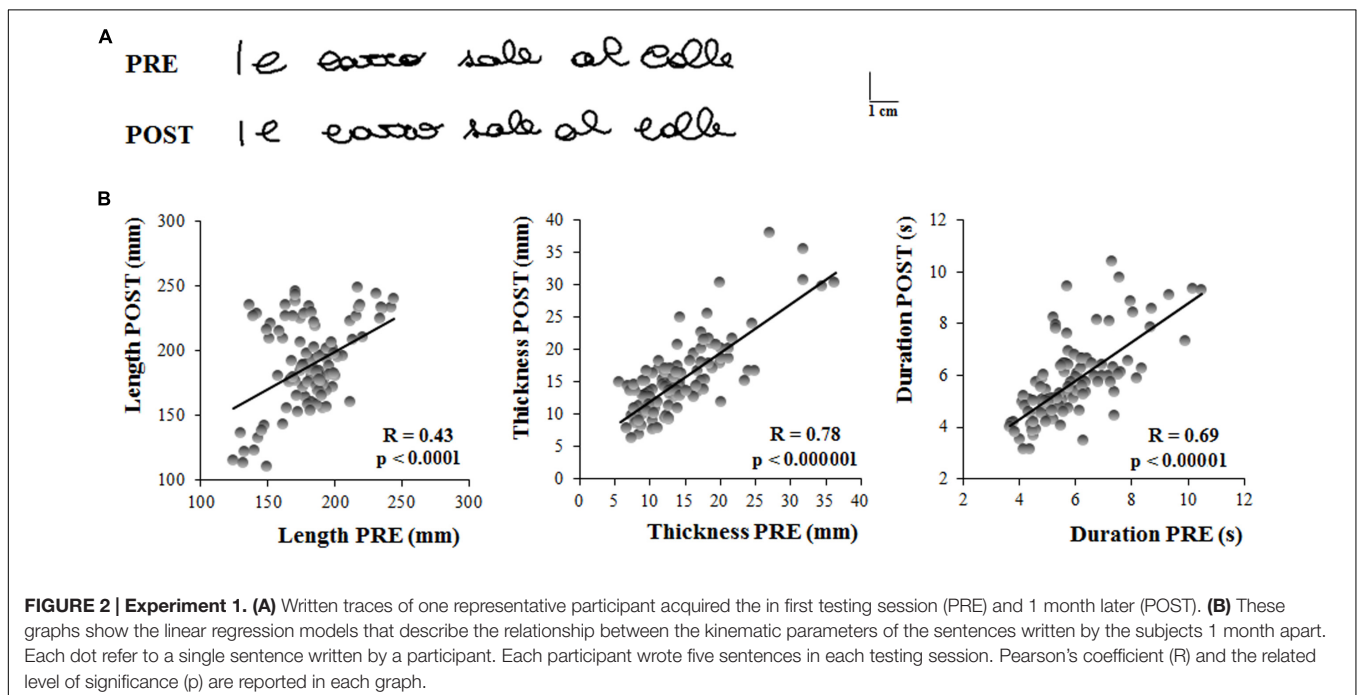 A
PRE le carro sale al colle
1 cm
POST le carro sale al colle
B
Length POST (mm)
300
250
200
150
100
100 150 200 250 300
Length PRE (mm)
R = 0.43
p < 0.0001
Thickness POST (mm)
40
35
30
25
20
15
10
5
0
0 5 10 15 20 25 30 35 40
Thickness PRE (mm)
R = 0.78
p < 0.000001
Duration POST (s)
12
10
8
6
4
2
2 4 6 8 10 12
Duration PRE (s)
R = 0.69
p < 0.00001
FIGURE 2 | Experiment 1. (A) Written traces of one representative participant acquired the in first testing session (PRE) and 1 month later (POST). (B) These
graphs show the linear regression models that describe the relationship between the kinematic parameters of the sentences written by the subjects 1 month apart.
Each dot refer to a single sentence written by a participant. Each participant wrote five sentences in each testing session. Pearson's coefficient (R) and the related
level of significance (p) are reported in each graph.